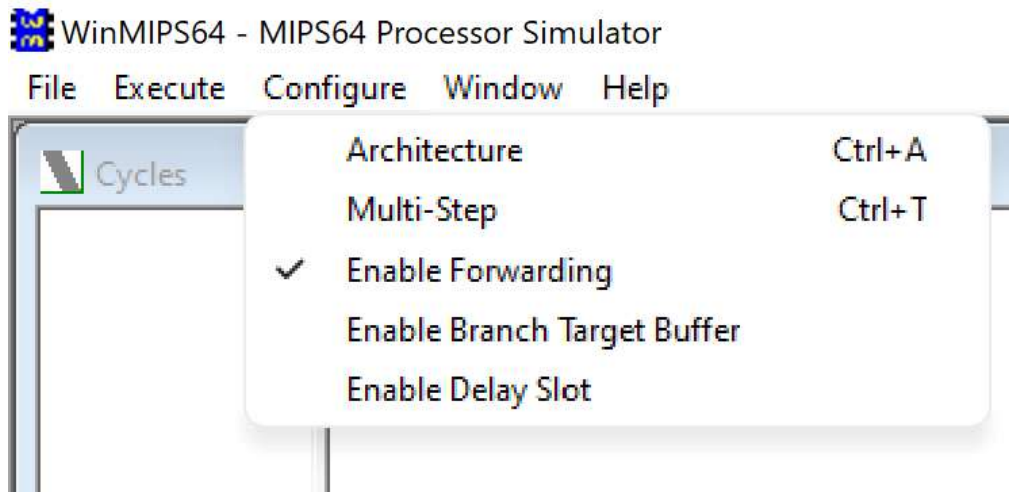 WinMIPS64 - MIPS64 Processor Simulator
File Execute Configure Window Help
Cycles
Architecture Ctrl+A
Multi-Step Ctrl+T
Enable Forwarding
Enable Branch Target Buffer
Enable Delay Slot